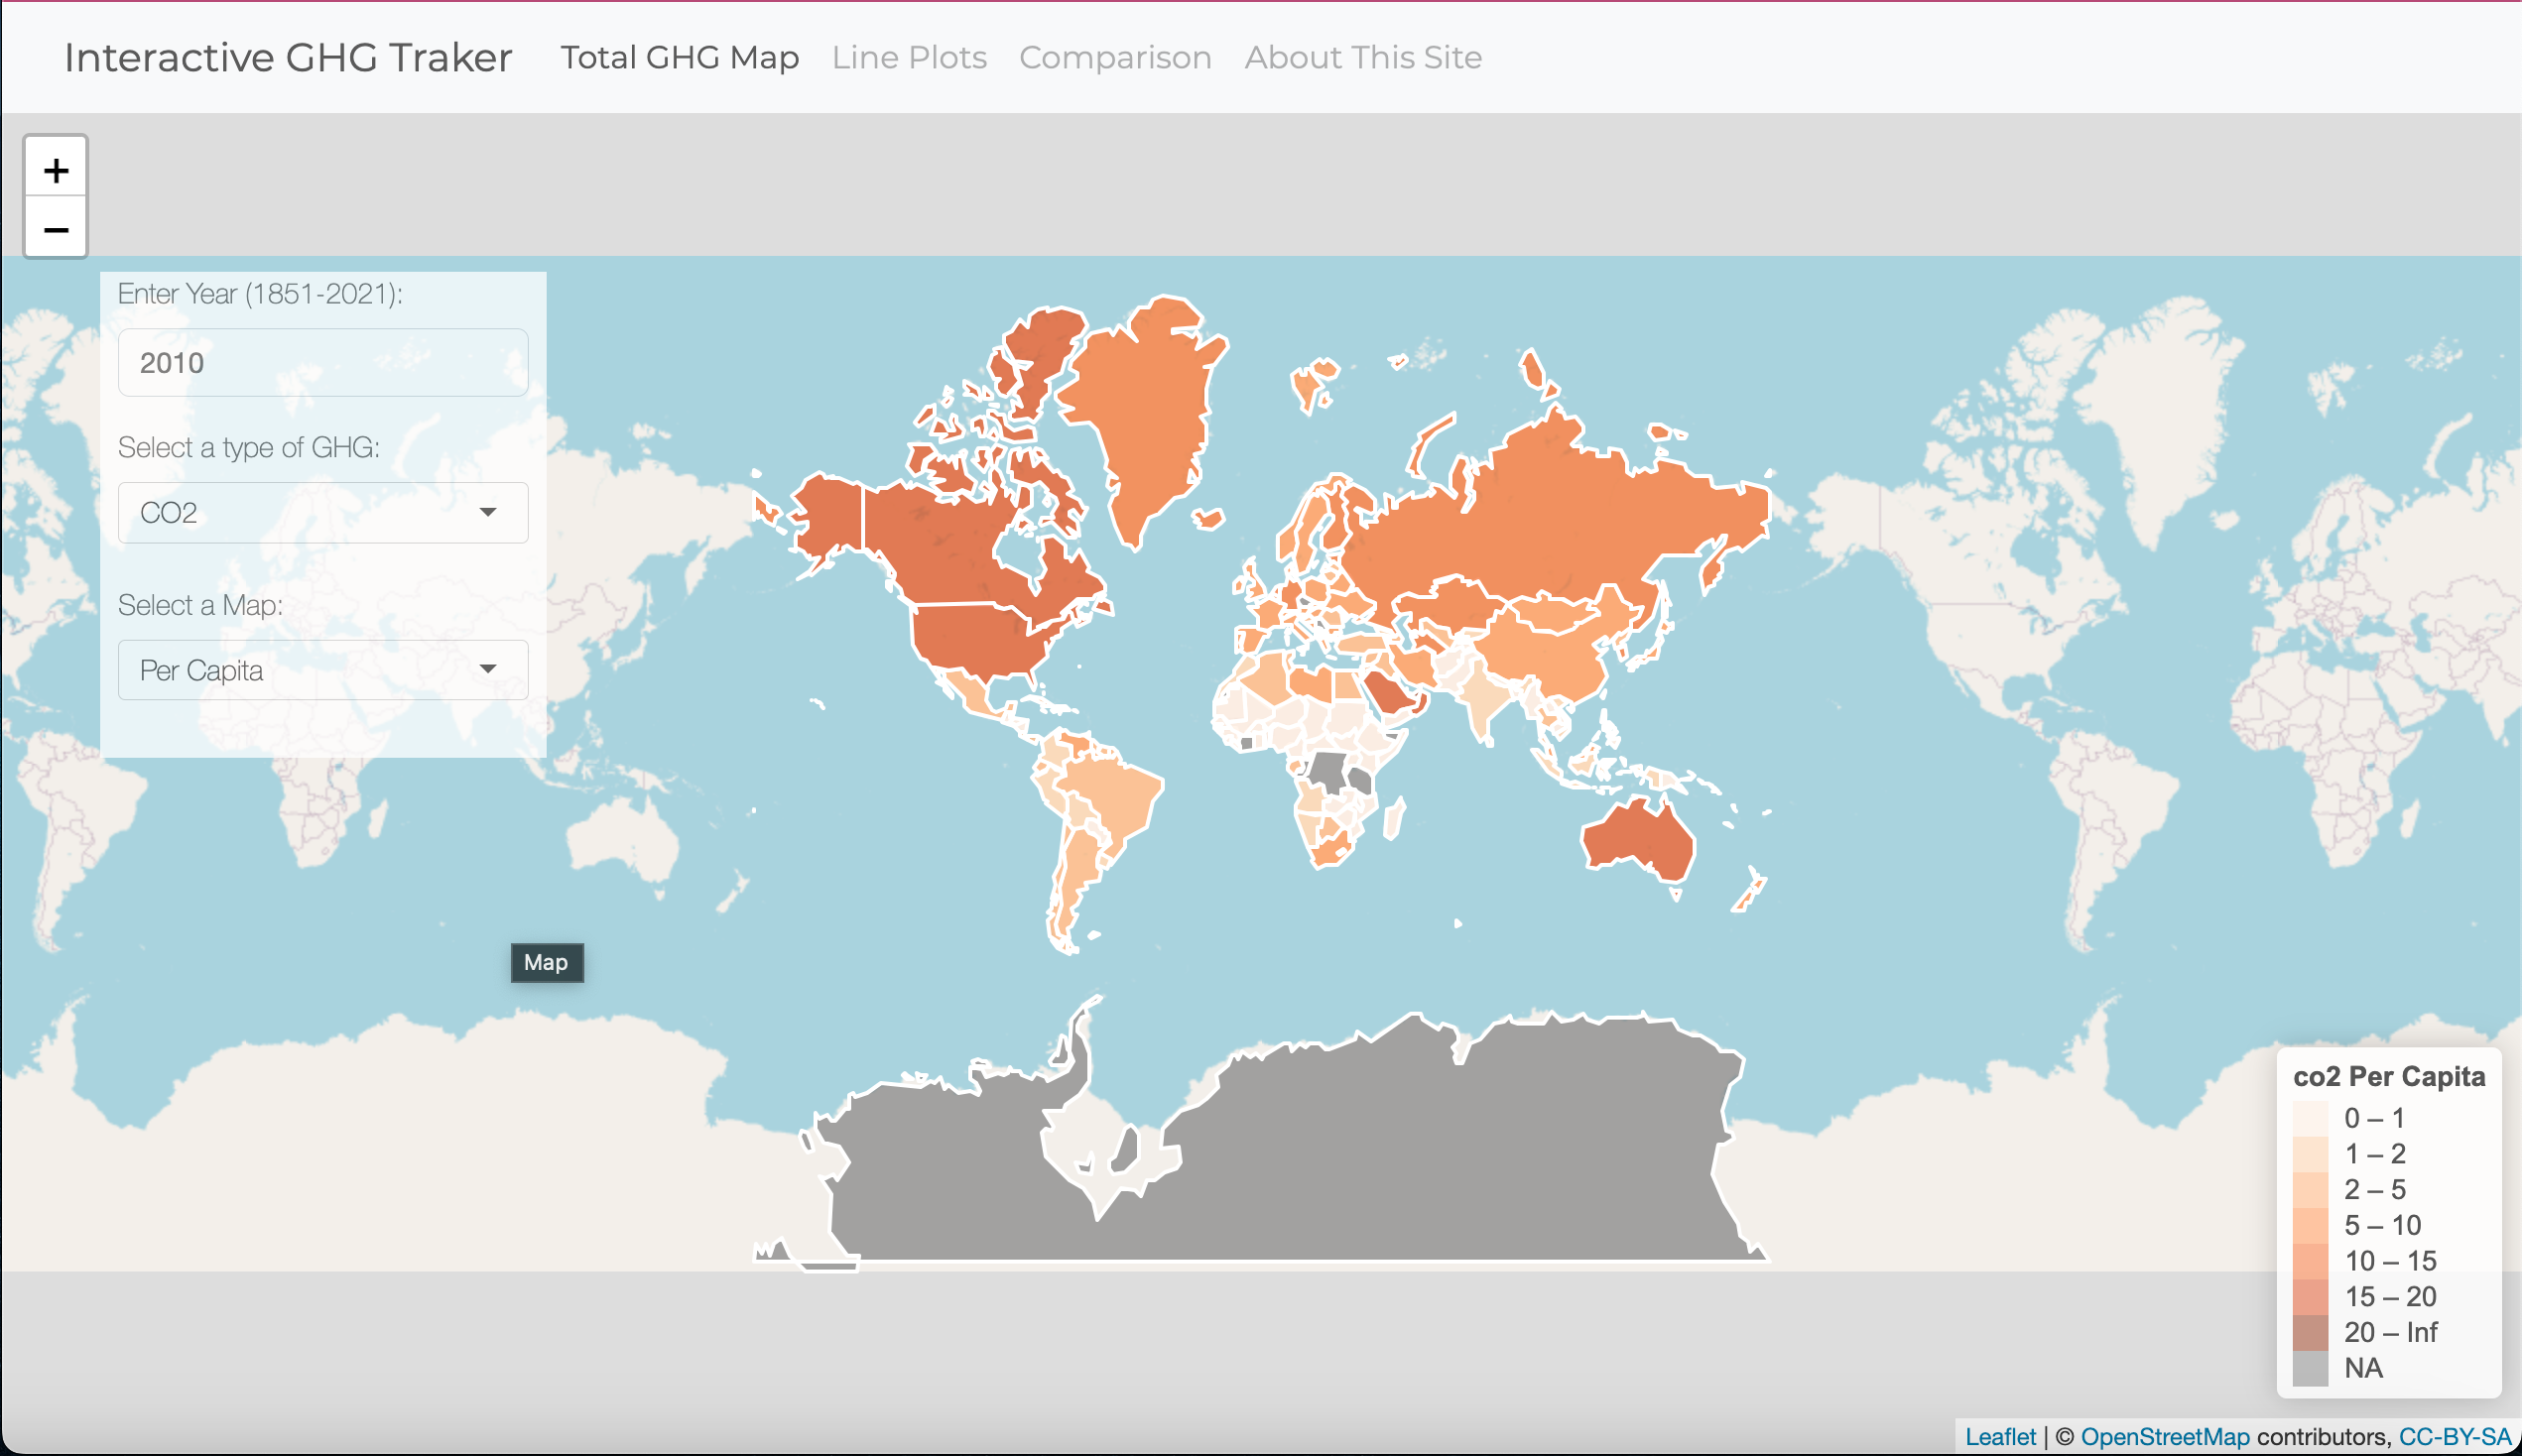 Interactive GHG Traker Total GHG Map Line Plots Comparison About This Site
+
−
Enter Year (1851-2021):
2010
Select a type of GHG:
CO2
Select a Map:
Per Capita
Map
co2 Per Capita
0 – 1
1 – 2
2 – 5
5 – 10
10 – 15
15 – 20
20 – Inf
NA
Leaflet | © OpenStreetMap contributors, CC-BY-SA